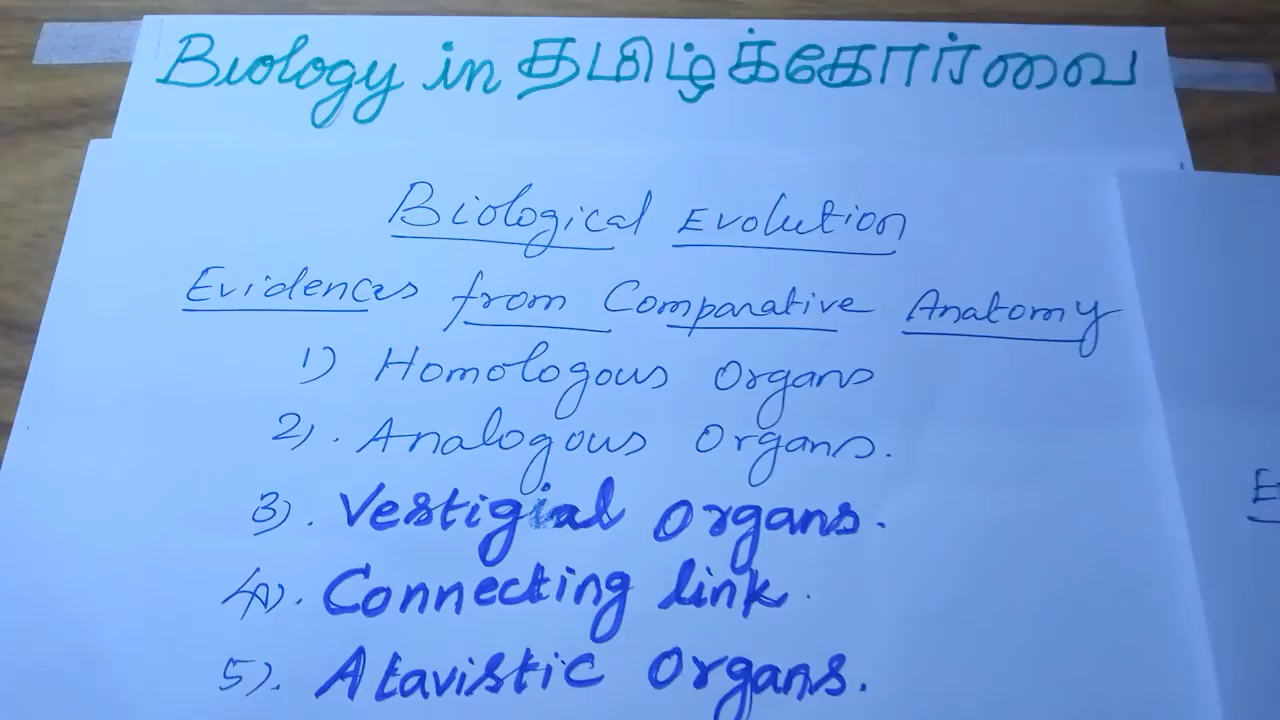 Biology in தமிழ்க்கோர்வை
Biological Evolution
Evidences from Comparative Anatomy
1) Homologous Organs
2). Analogous Organs.
3). Vestigial Organs.
4). Connecting link.
5). Atavistic Organs.